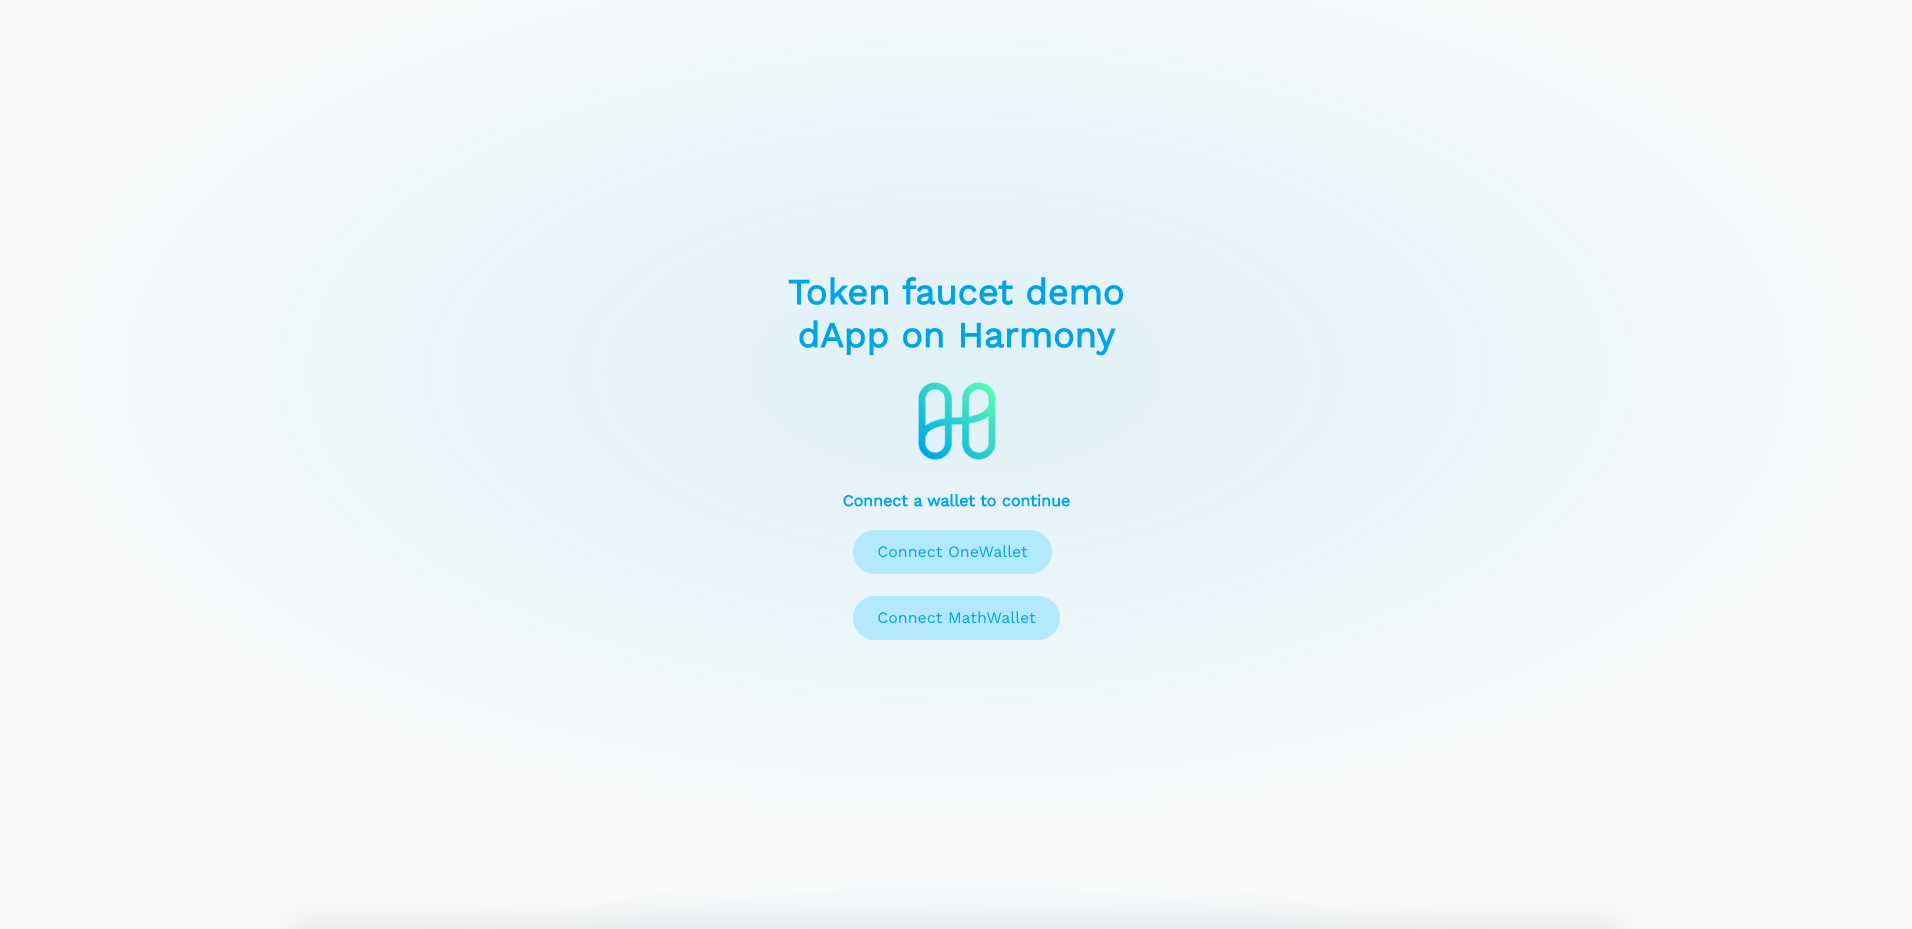 Token faucet demo
dApp on Harmony
Connect a wallet to continue
Connect OneWallet
Connect MathWallet